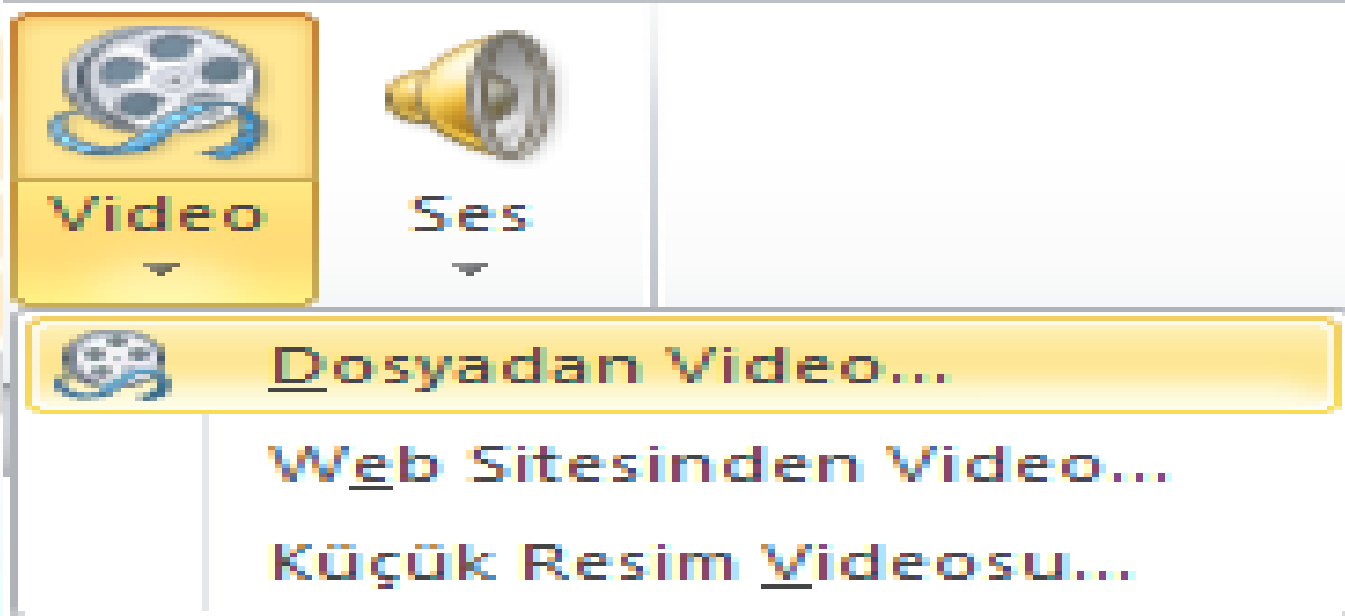 Video
Ses
Dosyadan Video...
Web Sitesinden Video...
Küçük Resim Videosu...